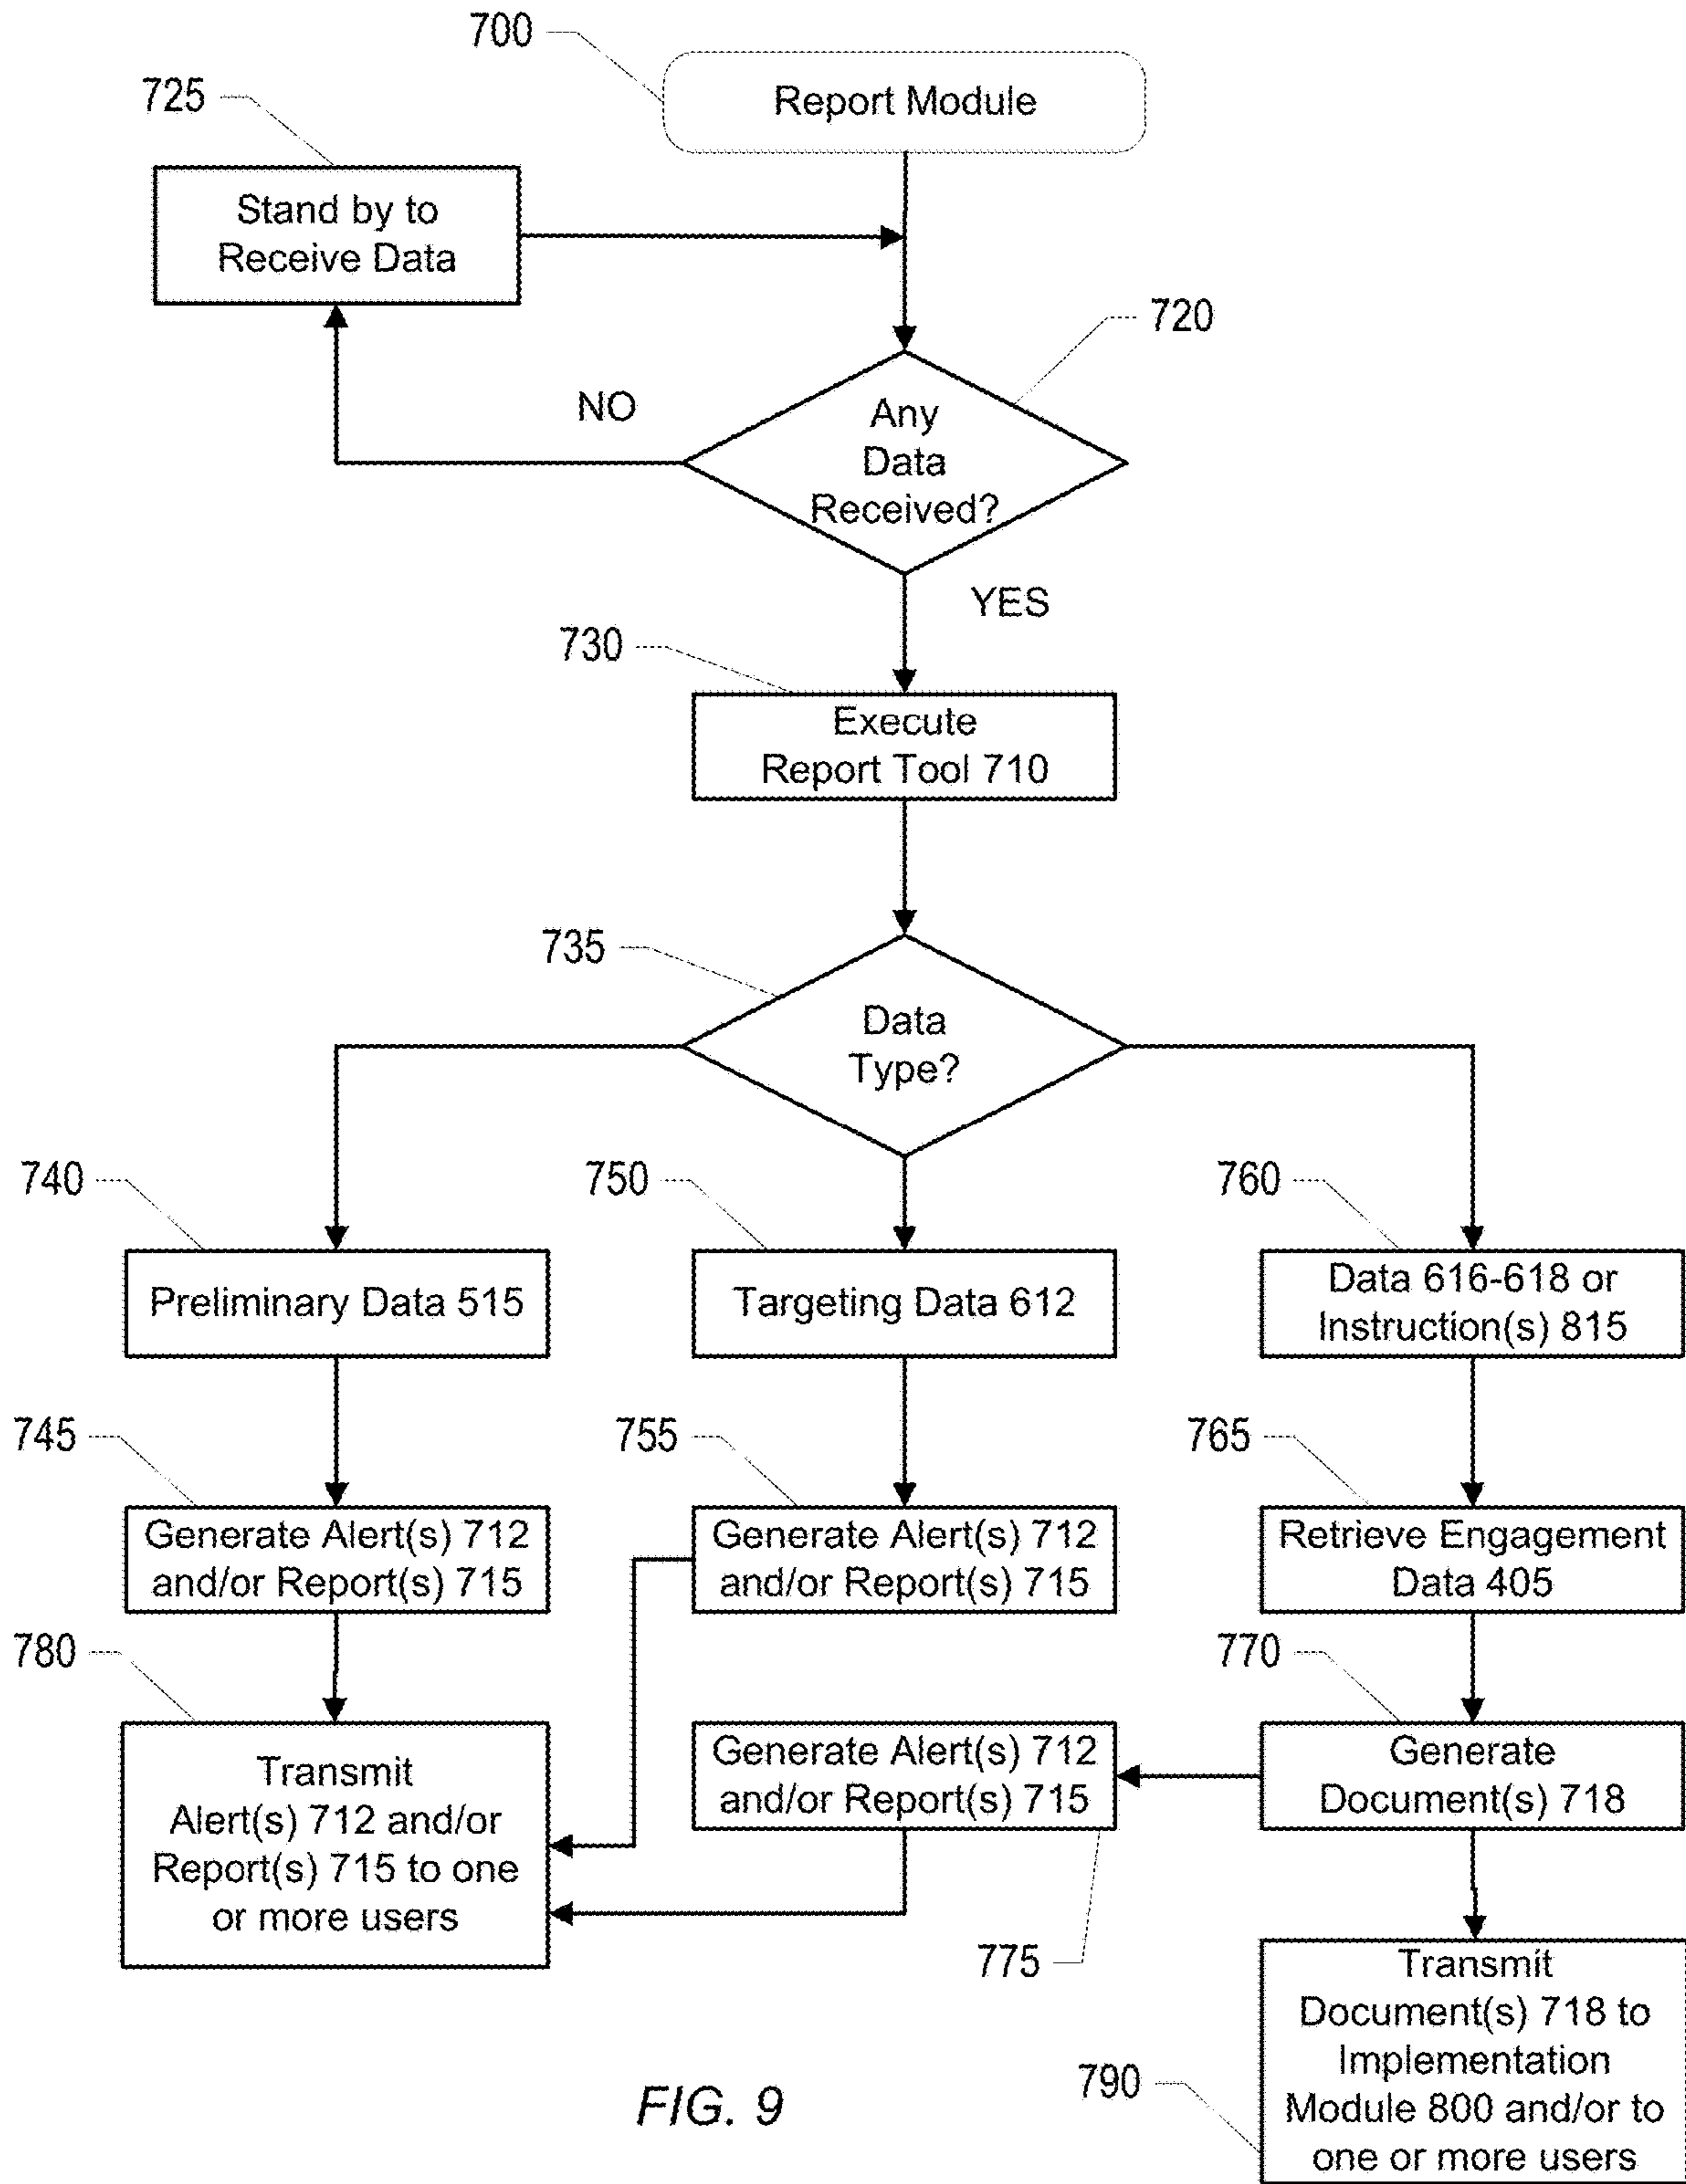 700
Report Module
725
Stand by to
Receive Data
720
NO
Any
Data
Received?
YES
730
Execute
Report Tool 710
735
Data
Type?
740
750
760
Preliminary Data 515
Targeting Data 612
Data 616-618 or
Instruction(s) 815
745
755
765
Generate Alert(s) 712
and/or Report(s) 715
Generate Alert(s) 712
and/or Report(s) 715
Retrieve Engagement
Data 405
780
770
Transmit
Alert(s) 712 and/or
Report(s) 715 to one
or more users
Generate Alert(s) 712
and/or Report(s) 715
Generate
Document(s) 718
775
790
Transmit
Document(s) 718 to
Implementation
Module 800 and/or to
one or more users
FIG. 9